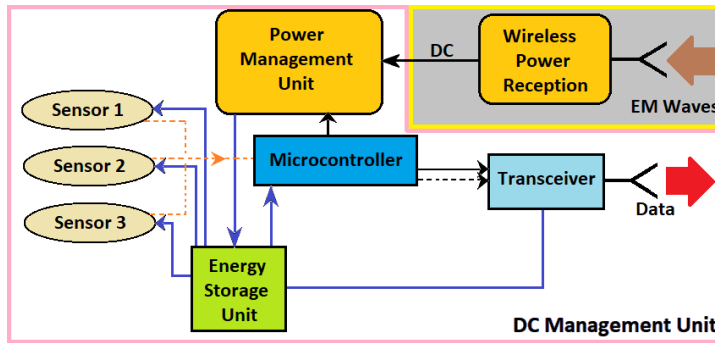 Power
Management
Unit
DC
Wireless
Power
Reception
EM Waves
Sensor 1
Sensor 2
Sensor 3
Microcontroller
Transceiver
Data
Energy
Storage
Unit
DC Management Unit